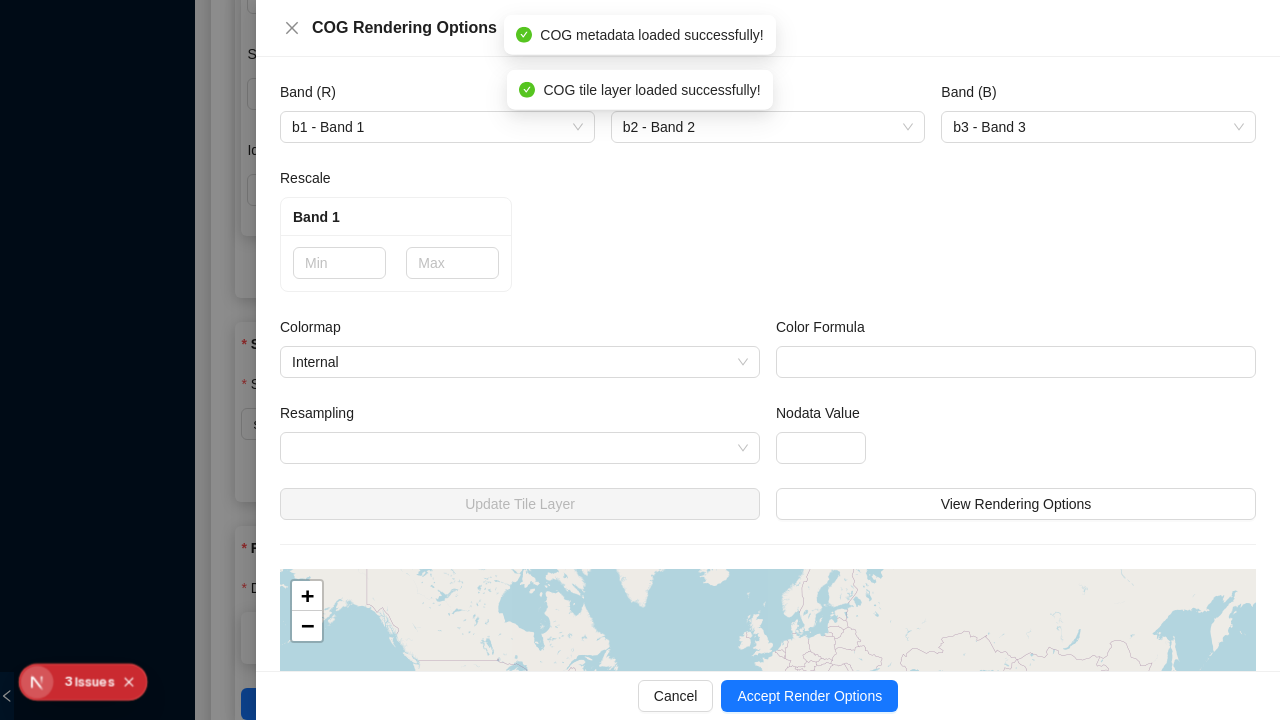 COG Rendering Options
COG metadata loaded successfully!
COG tile layer loaded successfully!
Band (R)
Band (B)
b1 - Band 1
b2 - Band 2
b3 - Band 3
Rescale
Band 1
Min
Max
Colormap
Color Formula
Internal
Resampling
Nodata Value
Update Tile Layer
View Rendering Options
+
−
3 Issues
Cancel
Accept Render Options